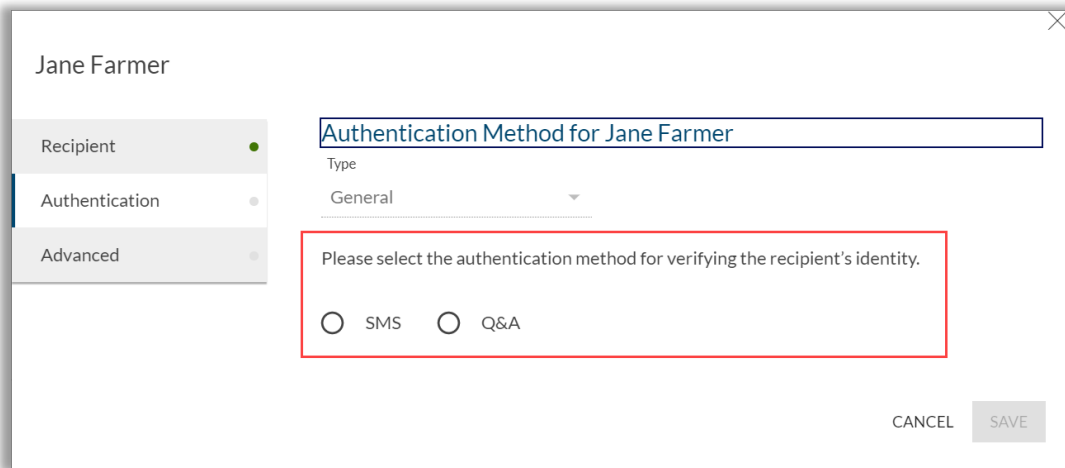 Jane Farmer
Recipient
Authentication
Advanced
Authentication Method for Jane Farmer
Type
General
Please select the authentication method for verifying the recipient's identity.
SMS Q&A
CANCEL SAVE